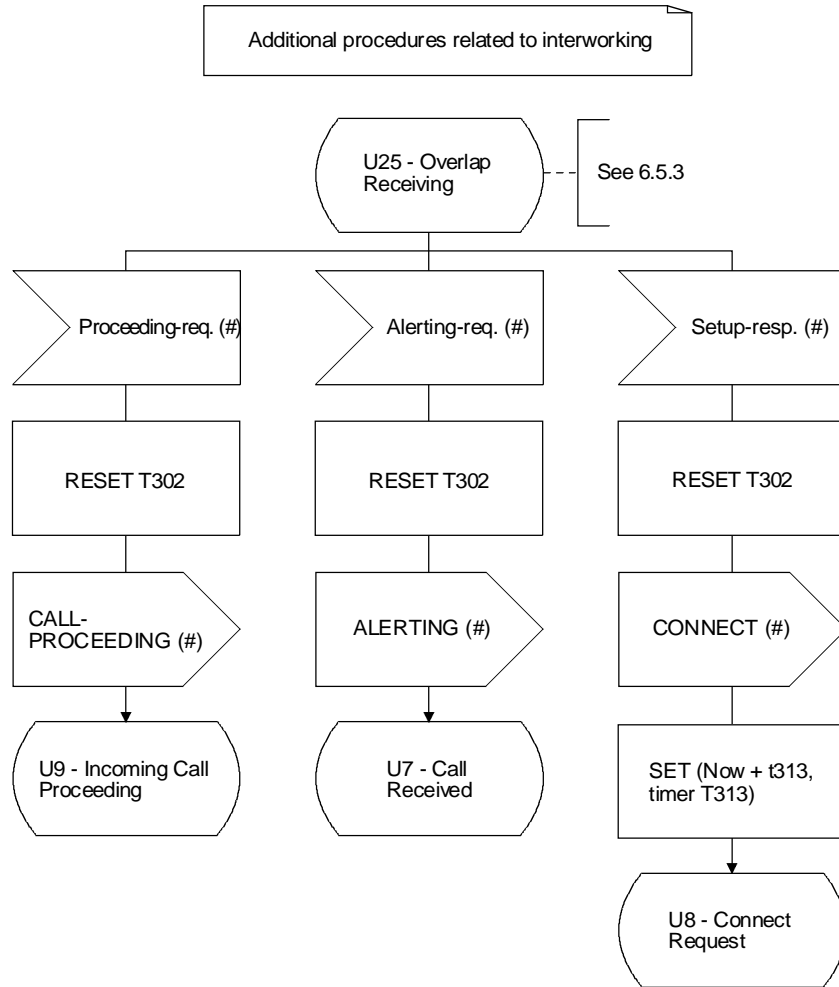 Additional procedures related to interworking
U25 - Overlap
Receiving
See 6.5.3
Proceeding-req. (#)
Alerting-req. (#)
Setup-resp. (#)
RESET T302
RESET T302
RESET T302
CALL-
PROCEEDING (#)
ALERTING (#)
CONNECT (#)
U9 - Incoming Call
Proceeding
U7 - Call
Received
SET (Now + t313,
timer T313)
U8 - Connect
Request